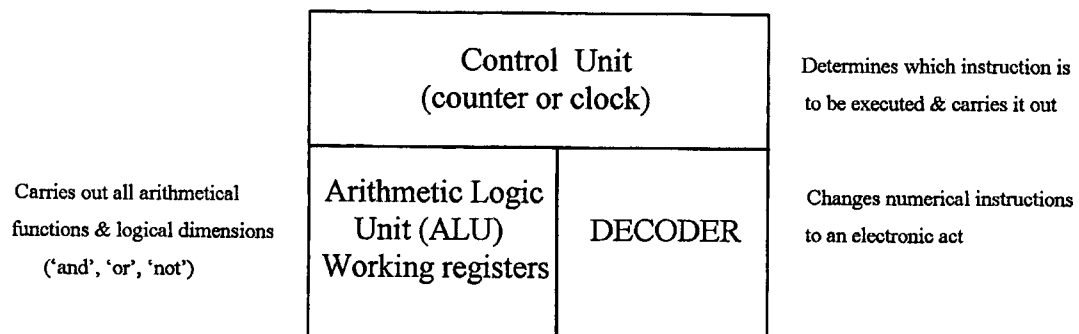 Control Unit
(counter or clock)
Determines which instruction is
to be executed & carries it out
Carries out all arithmetical
functions & logical dimensions
(‘and’, ‘or’, ‘not’)
Arithmetic Logic
Unit (ALU)
Working registers
DECODER
Changes numerical instructions
to an electronic act